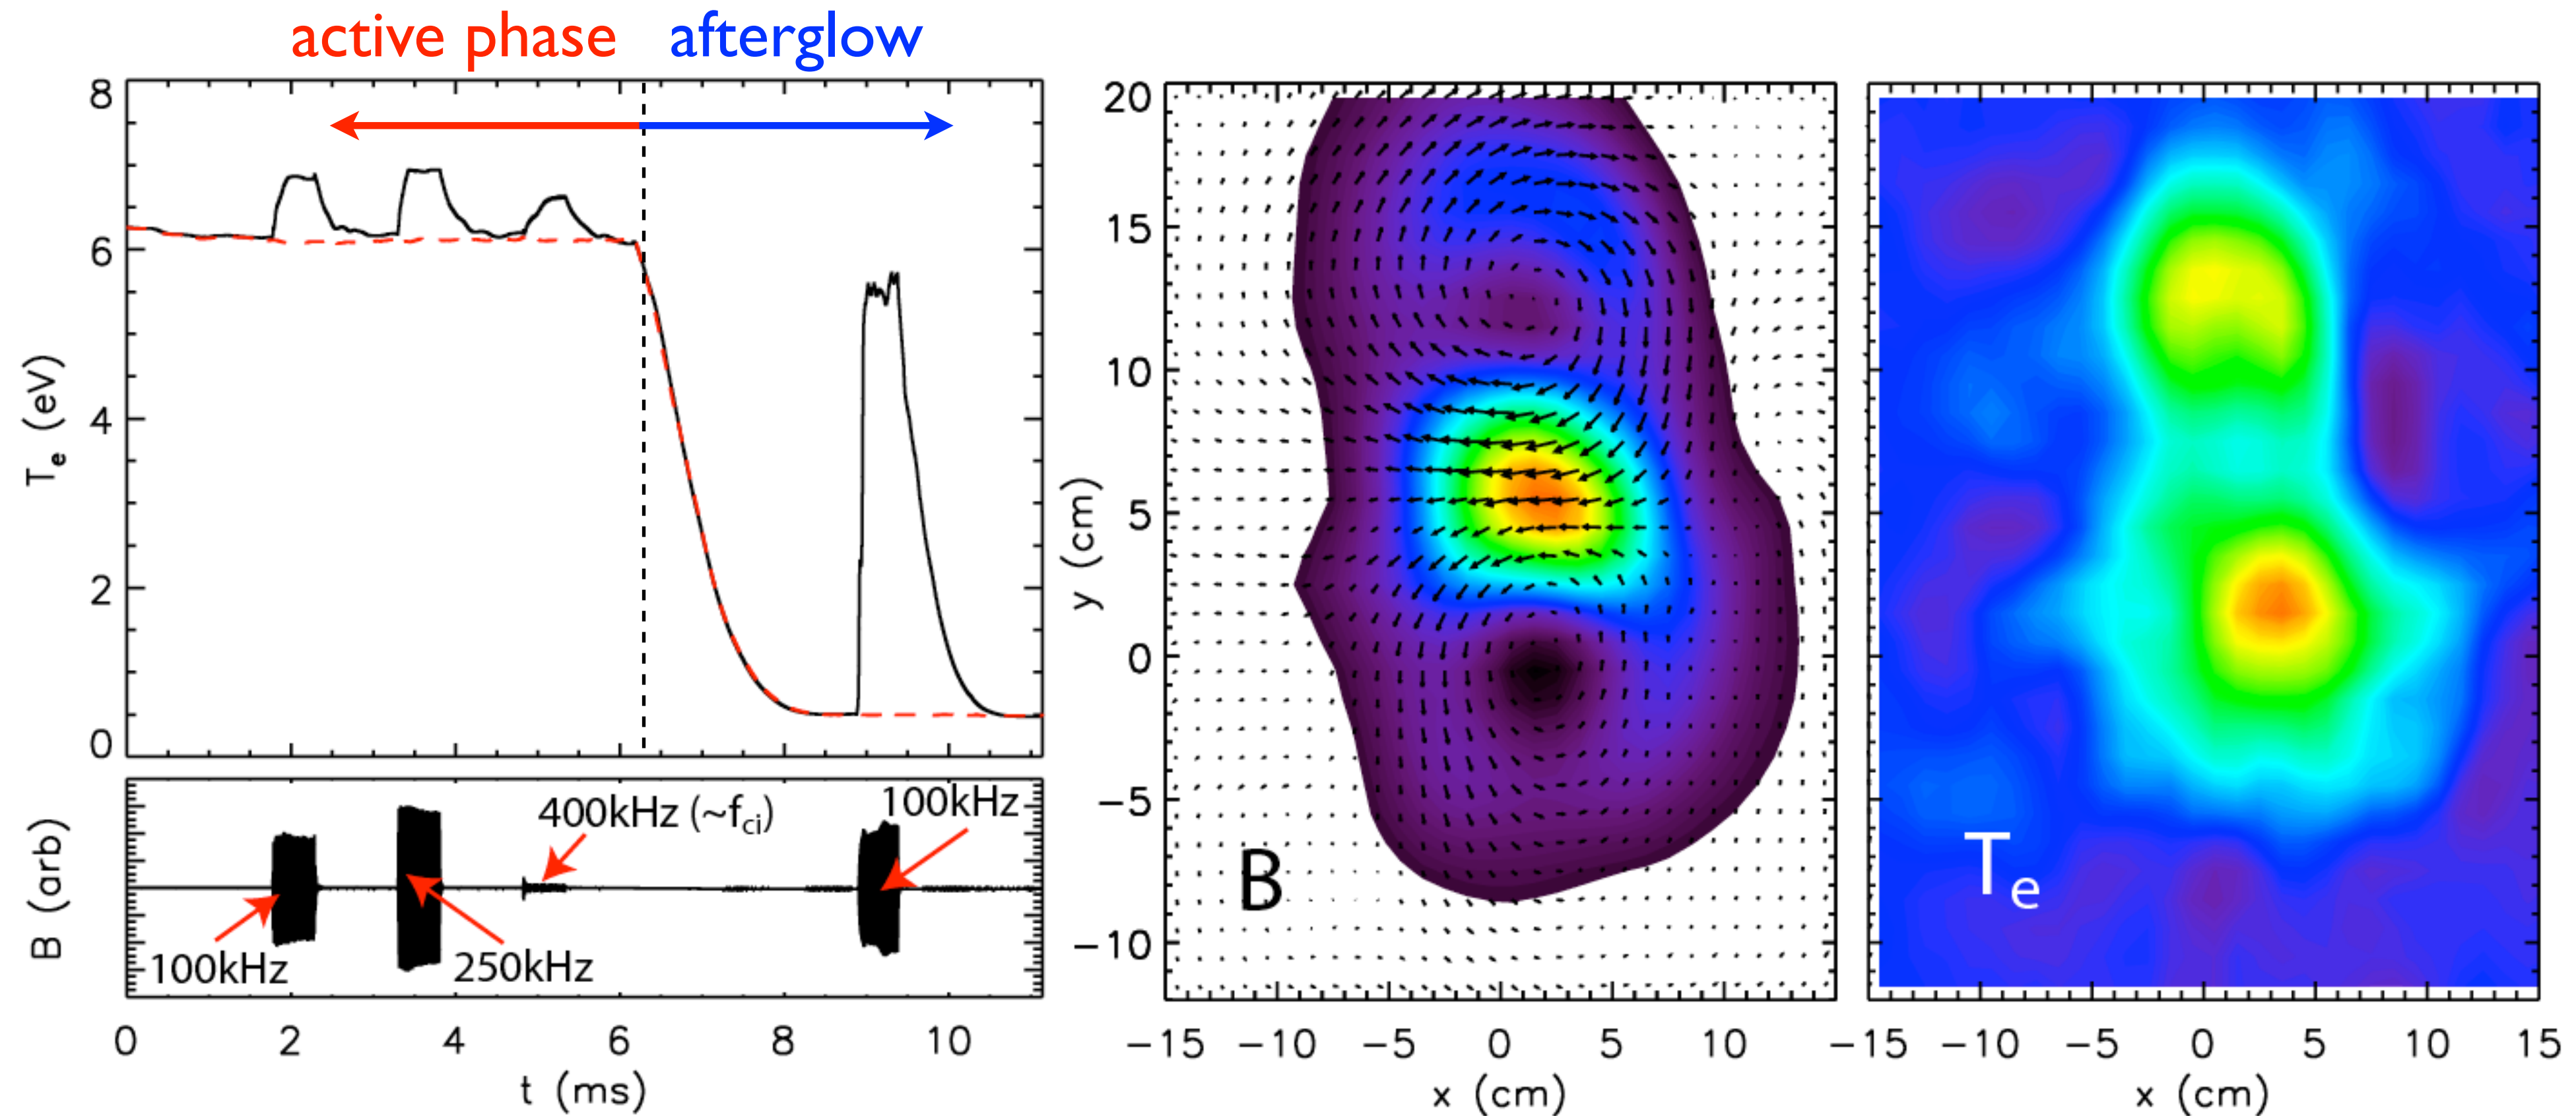 active phase afterglow
8
6
4
2
0
T_e (eV)
B (arb)
100kHz
250kHz
400kHz (~f_ci)
100kHz
0 2 4 6 8 10
t (ms)
20
15
10
5
0
−5
−10
y (cm)
B
−15 −10 −5 0 5 10
x (cm)
T_e
−15 −10 −5 0 5 10 15
x (cm)